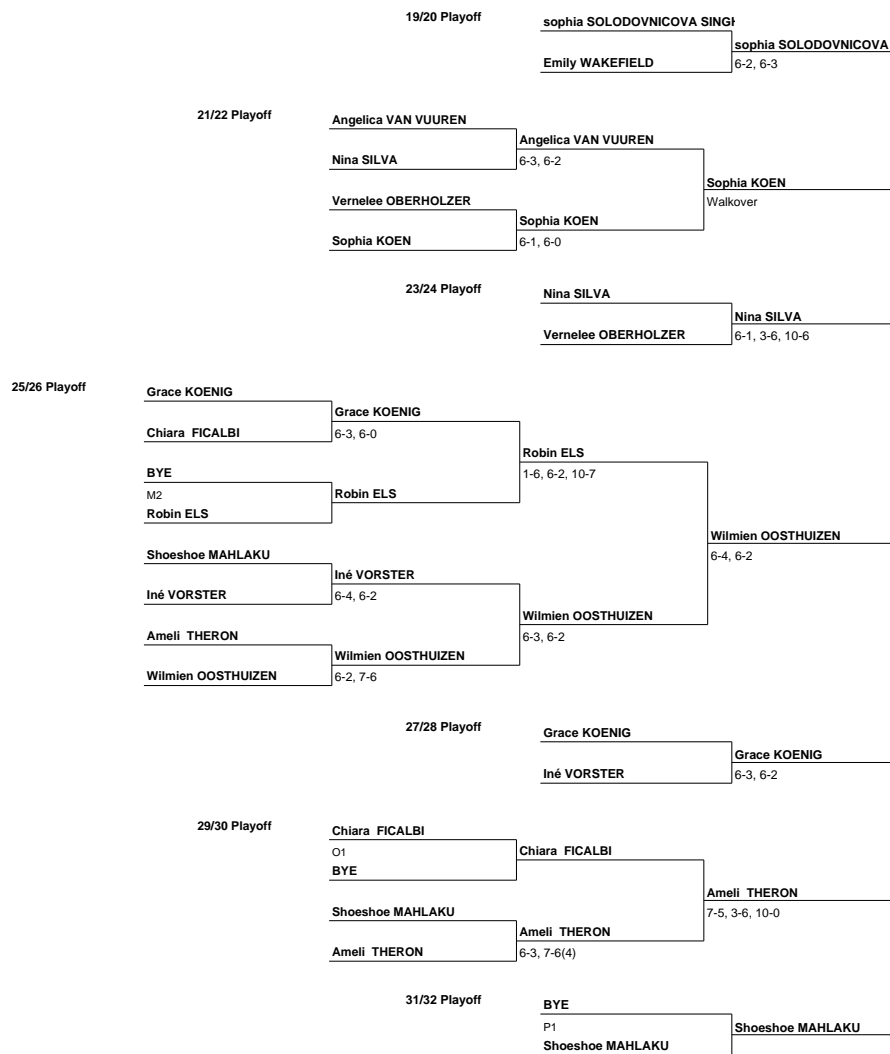 19/20 Playoff
sophia SOLODOVNICOVA SINGH
sophia SOLODOVNICOVA
Emily WAKEFIELD
6-2, 6-3
21/22 Playoff
Angelica VAN VUUREN
Angelica VAN VUUREN
Nina SILVA
6-3, 6-2
Sophia KOEN
Walkover
Vernelee OBERHOLZER
Sophia KOEN
Sophia KOEN
6-1, 6-0
23/24 Playoff
Nina SILVA
Nina SILVA
Vernelee OBERHOLZER
6-1, 3-6, 10-6
25/26 Playoff
Grace KOENIG
Grace KOENIG
Chiara FICALBI
6-3, 6-0
Robin ELS
1-6, 6-2, 10-7
BYE
M2
Robin ELS
Robin ELS
Wilmien OOSTHUIZEN
6-4, 6-2
Shoeshoe MAHLAKU
Iné VORSTER
Iné VORSTER
6-4, 6-2
Wilmien OOSTHUIZEN
6-3, 6-2
Ameli THERON
Wilmien OOSTHUIZEN
Wilmien OOSTHUIZEN
6-2, 7-6
27/28 Playoff
Grace KOENIG
Grace KOENIG
Iné VORSTER
6-3, 6-2
29/30 Playoff
Chiara FICALBI
O1
Chiara FICALBI
BYE
Ameli THERON
7-5, 3-6, 10-0
Shoeshoe MAHLAKU
Ameli THERON
Ameli THERON
6-3, 7-6(4)
31/32 Playoff
BYE
P1
Shoeshoe MAHLAKU
Shoeshoe MAHLAKU